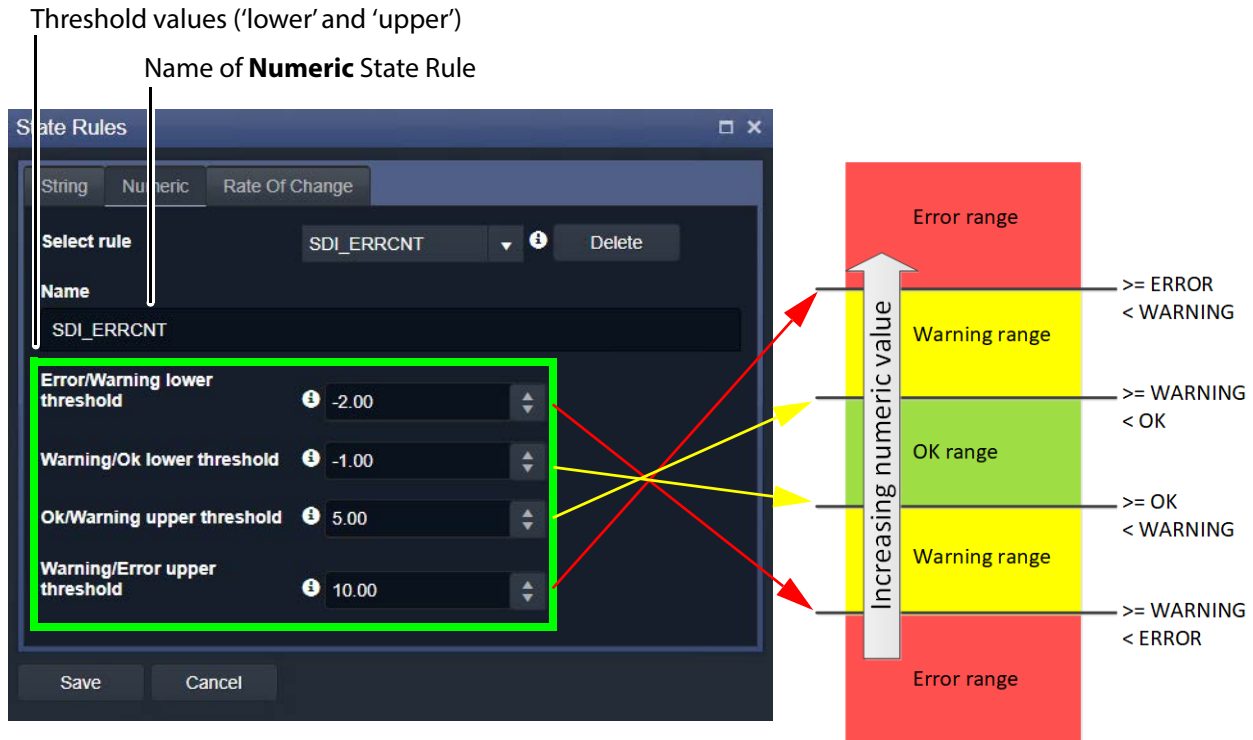 Threshold values (‘lower’ and ‘upper’)
Name of Numeric State Rule
State Rules
String Numeric Rate Of Change
Select rule SDI_ERRCNT Delete
Name
SDI_ERRCNT
Error/Warning lower
threshold -2.00
Warning/Ok lower threshold -1.00
Ok/Warning upper threshold 5.00
Warning/Error upper
threshold 10.00
Save Cancel
Increasing numeric value
Error range
>= ERROR
< WARNING
Warning range
>= WARNING
< OK
OK range
>= OK
< WARNING
Warning range
>= WARNING
< ERROR
Error range